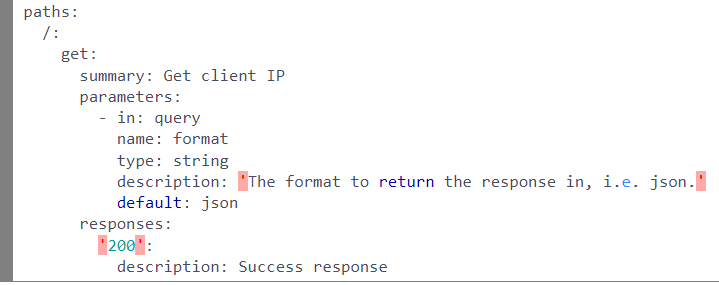 paths:
  /:
    get:
      summary: Get client IP
      parameters:
        - in: query
          name: format
          type: string
          description: 'The format to return the response in, i.e. json.'
          default: json
      responses:
        '200':
          description: Success response